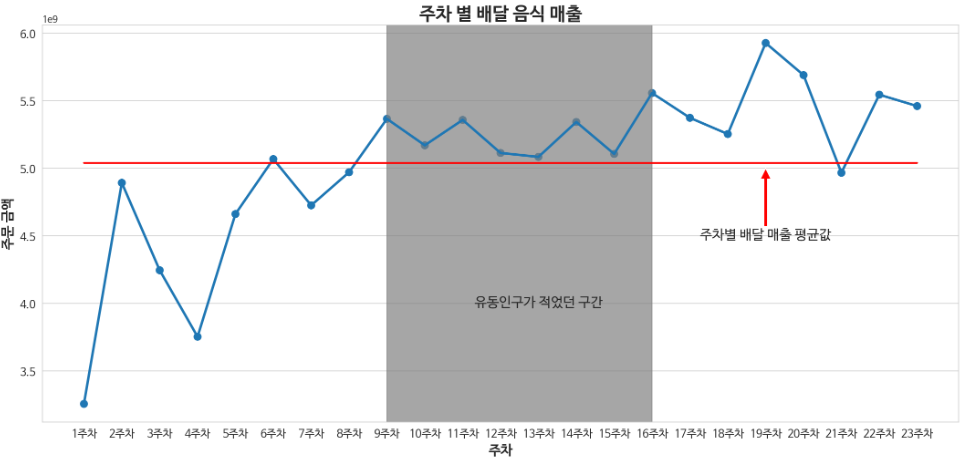 주차 별 배달 음식 매출
1e9
6.0
5.5
5.0
4.5
4.0
3.5
주문 금액
주차별 배달 매출 평균값
유동인구가 적었던 구간
1주차 2주차 3주차 4주차 5주차 6주차 7주차 8주차 9주차 10주차 11주차 12주차 13주차 14주차 15주차 16주차 17주차 18주차 19주차 20주차 21주차 22주차 23주차
주차